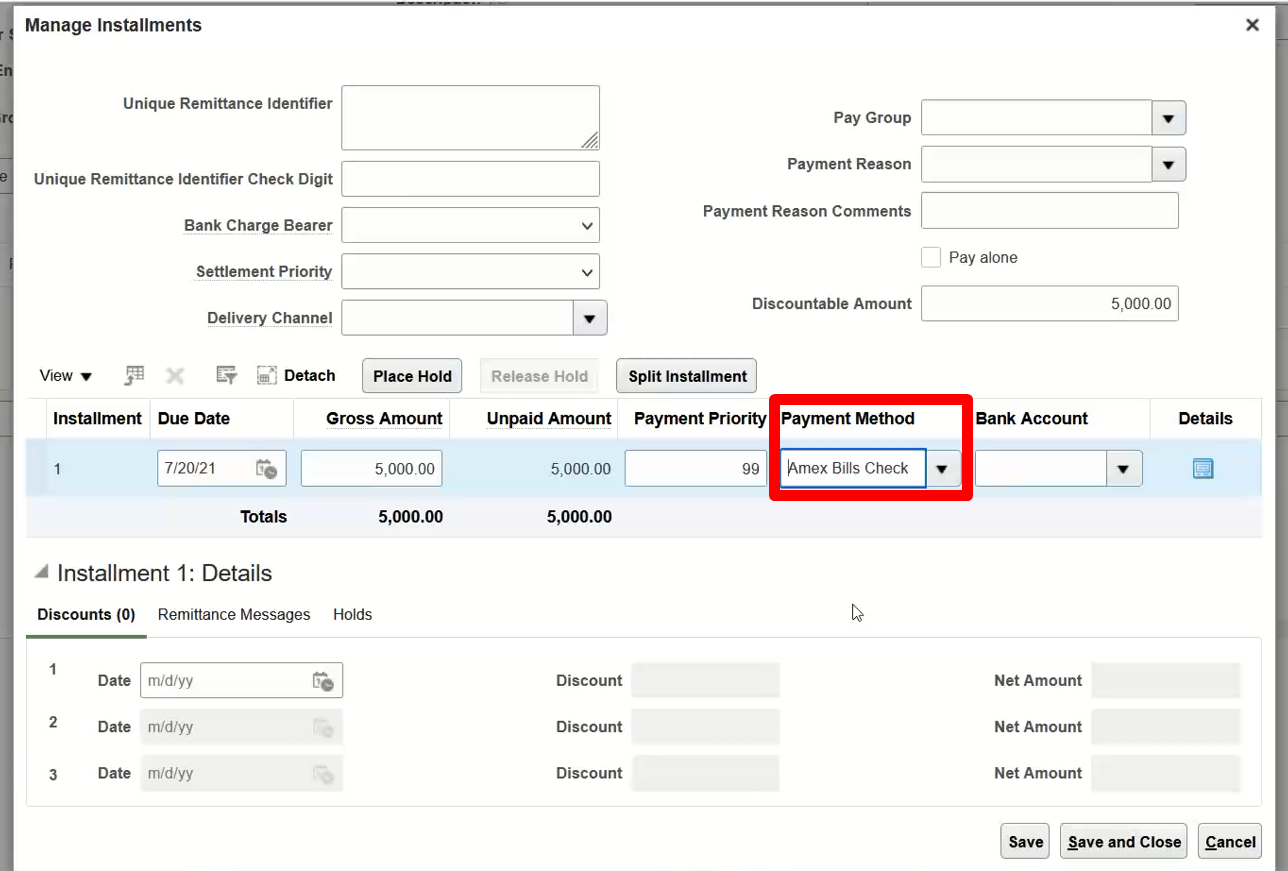 Manage Installments
Unique Remittance Identifier
Unique Remittance Identifier Check Digit
Bank Charge Bearer
Settlement Priority
Delivery Channel
Pay Group
Payment Reason
Payment Reason Comments
Pay alone
Discountable Amount 5,000.00
View Detach Place Hold Release Hold Split Installment
Installment Due Date Gross Amount Unpaid Amount Payment Priority Payment Method Bank Account Details
1 7/20/21 5,000.00 5,000.00 99 Amex Bills Check
Totals 5,000.00 5,000.00
Installment 1: Details
Discounts (0) Remittance Messages Holds
1 Date m/d/yy Discount Net Amount
2 Date m/d/yy Discount Net Amount
3 Date m/d/yy Discount Net Amount
Save Save and Close Cancel